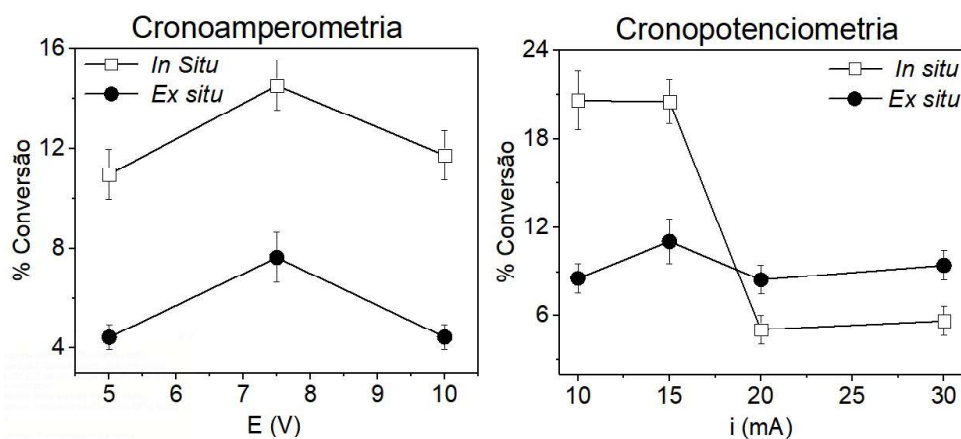 Cronoamperometria
16
12
8
4
% Conversão
In Situ
Ex situ
5 6 7 8 9 10
E (V)
Cronopotenciometria
24
18
12
6
% Conversão
In situ
Ex situ
10 15 20 25 30
i (mA)